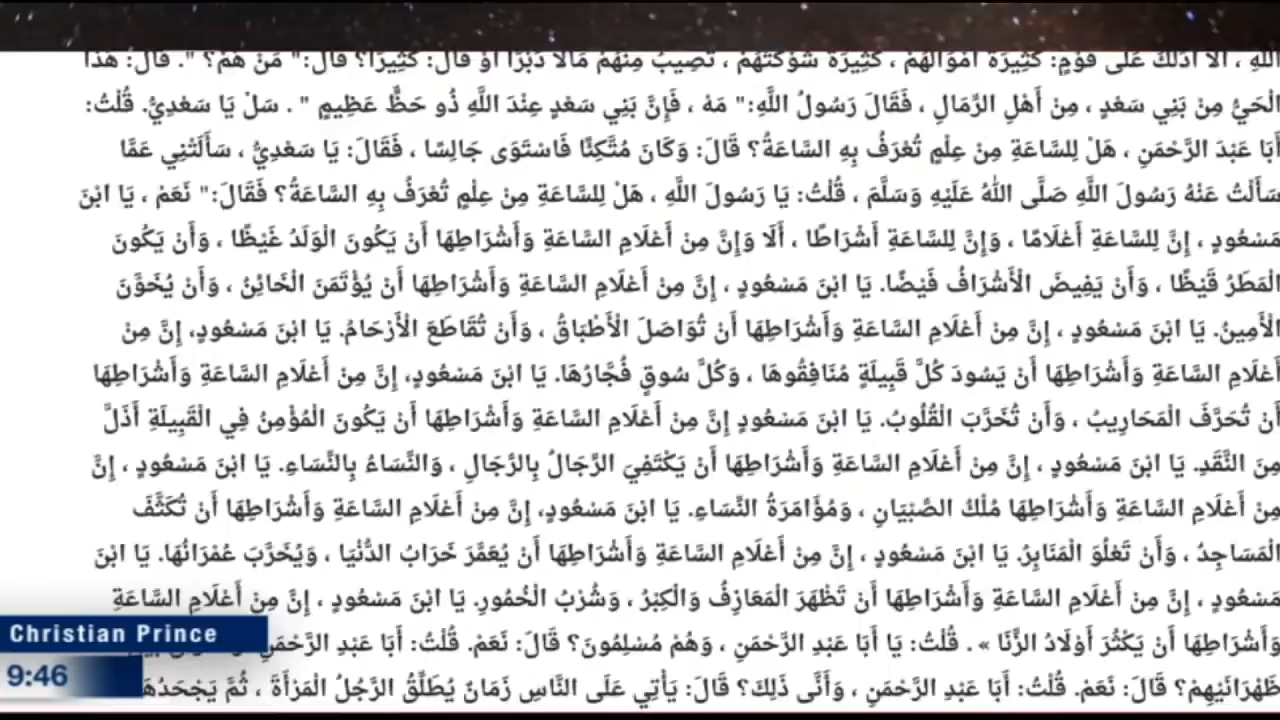 اللَّهِ ، أَلَا أَدُلُّكَ عَلَى قَوْمٍ: كَثِيرَةٌ أَمْوَالُهُمْ ، كَثِيرَةٌ شَوْكَتُهُمْ ، تُصِيبُ مِنْهُمْ مَالًا دَبْرًا أَوْ قَالَ: كَثِيرًا؟ قَالَ:" مَنْ هُمْ؟ ". قَالَ: هَذَا
الْحَيُّ مِنْ بَنِي سَعْدٍ ، مِنْ أَهْلِ الرِّمَالِ ، فَقَالَ رَسُولُ اللَّهِ:" مَهْ ، فَإِنَّ بَنِي سَعْدٍ عِنْدَ اللَّهِ ذُو حَظٍّ عَظِيمٍ " . سَلْ يَا سَعْدِيُّ. قُلْتُ:
أَبَا عَبْدَ الرَّحْمَنِ ، هَلْ لِلسَّاعَةِ مِنْ عِلْمٍ تُعْرَفُ بِهِ السَّاعَةُ؟ قَالَ: وَكَانَ مُتَّكِئًا فَاسْتَوَى جَالِسًا ، فَقَالَ: يَا سَعْدِيُّ ، سَأَلَتْنِي عَمَّا
سَأَلْتُ عَنْهُ رَسُولَ اللَّهِ صَلَّى اللهُ عَلَيْهِ وَسَلَّمَ ، قُلْتُ: يَا رَسُولَ اللَّهِ ، هَلْ لِلسَّاعَةِ مِنْ عِلْمٍ تُعْرَفُ بِهِ السَّاعَةُ؟ فَقَالَ:" نَعَمْ ، يَا ابْنَ
مَسْعُودٍ ، إِنَّ لِلسَّاعَةِ أَعْلَامًا ، وَإِنَّ لِلسَّاعَةِ أَشْرَاطًا ، أَلَا وَإِنَّ مِنْ أَعْلَامِ السَّاعَةِ وَأَشْرَاطِهَا أَنْ يَكُونَ الْوَلَدُ غَيْظًا ، وَأَنْ يَكُونَ
الْمَطَرُ قَيْظًا ، وَأَنْ يَفِيضَ الْأَشْرَافُ فَيْضًا. يَا ابْنَ مَسْعُودٍ ، إِنَّ مِنْ أَعْلَامِ السَّاعَةِ وَأَشْرَاطِهَا أَنْ يُؤْتَمَنَ الْخَائِنُ ، وَأَنْ يُخَوَّنَ
الْأَمِينُ. يَا ابْنَ مَسْعُودٍ ، إِنَّ مِنْ أَعْلَامِ السَّاعَةِ وَأَشْرَاطِهَا أَنْ تُوَاصَلَ الْأَطْبَاقُ ، وَأَنْ تُقَاطَعَ الْأَرْحَامُ. يَا ابْنَ مَسْعُودٍ، إِنَّ مِنْ
أَعْلَامِ السَّاعَةِ وَأَشْرَاطِهَا أَنْ يَسُودَ كُلَّ قَبِيلَةٍ مُنَافِقُوهَا ، وَكُلَّ سُوقٍ فُجَّارُهَا. يَا ابْنَ مَسْعُودٍ، إِنَّ مِنْ أَعْلَامِ السَّاعَةِ وَأَشْرَاطِهَا
أَنْ تُحَرَّفَ الْمَحَارِيبُ ، وَأَنْ تُخَرَّبَ الْقُلُوبُ. يَا ابْنَ مَسْعُودٍ إِنَّ مِنْ أَعْلَامِ السَّاعَةِ وَأَشْرَاطِهَا أَنْ يَكُونَ الْمُؤْمِنُ فِي الْقَبِيلَةِ أَذَلَّ
مِنَ النَّقَدِ. يَا ابْنَ مَسْعُودٍ ، إِنَّ مِنْ أَعْلَامِ السَّاعَةِ وَأَشْرَاطِهَا أَنْ يَكْتَفِيَ الرِّجَالُ بِالرِّجَالِ ، وَالنِّسَاءُ بِالنِّسَاءِ. يَا ابْنَ مَسْعُودٍ ، إِنَّ
مِنْ أَعْلَامِ السَّاعَةِ وَأَشْرَاطِهَا مُلْكُ الصِّبْيَانِ ، وَمُؤَامَرَةُ النِّسَاءِ. يَا ابْنَ مَسْعُودٍ، إِنَّ مِنْ أَعْلَامِ السَّاعَةِ وَأَشْرَاطِهَا أَنْ تُكَثَّفَ
الْمَسَاجِدُ ، وَأَنْ تَعْلُوَ الْمَنَابِرُ. يَا ابْنَ مَسْعُودٍ ، إِنَّ مِنْ أَعْلَامِ السَّاعَةِ وَأَشْرَاطِهَا أَنْ يُعَمَّرَ خَرَابُ الدُّنْيَا ، وَيُخَرَّبَ عُمْرَانُهَا. يَا ابْنَ
مَسْعُودٍ ، إِنَّ مِنْ أَعْلَامِ السَّاعَةِ وَأَشْرَاطِهَا أَنْ تَظْهَرَ الْمَعَازِفُ وَالْكِبْرُ ، وَشُرْبُ الْخُمُورِ. يَا ابْنَ مَسْعُودٍ ، إِنَّ مِنْ أَعْلَامِ السَّاعَةِ
وَأَشْرَاطِهَا أَنْ يَكْثُرَ أَوْلَادُ الزِّنَا » . قُلْتُ: يَا أَبَا عَبْدِ الرَّحْمَنِ ، وَهُمْ مُسْلِمُونَ؟ قَالَ: نَعَمْ. قُلْتُ: أَبَا عَبْدِ الرَّحْمَنِ
ظَهْرَانَيْهِمْ؟ قَالَ: نَعَمْ. قُلْتُ: أَبَا عَبْدِ الرَّحْمَنِ ، وَأَنَّى ذَلِكَ؟ قَالَ: يَأْتِي عَلَى النَّاسِ زَمَانٌ يُطَلِّقُ الرَّجُلُ الْمَرْأَةَ ، ثُمَّ يَجْحَدُهَا
Christian Prince
9:46